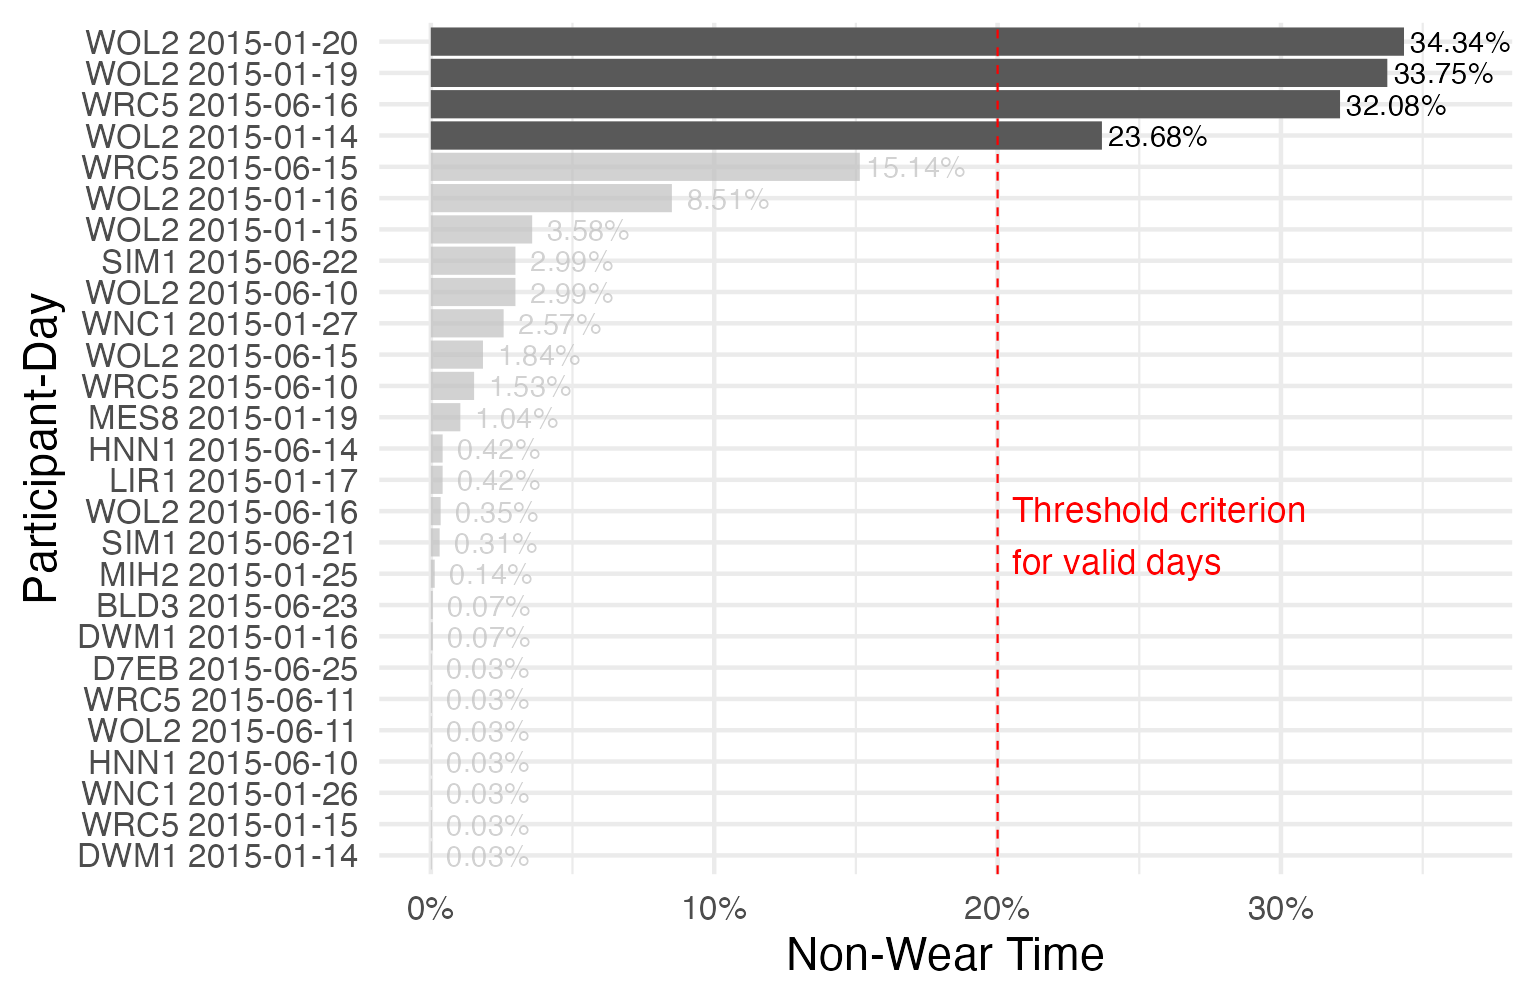 WOL2 2015-01-20 34.34%
WOL2 2015-01-19 33.75%
WRC5 2015-06-16 32.08%
WOL2 2015-01-14 23.68%
WRC5 2015-06-15 15.14%
WOL2 2015-01-16 8.51%
WOL2 2015-01-15 3.58%
SIM1 2015-06-22 2.99%
WOL2 2015-06-10 2.99%
WNC1 2015-01-27 2.57%
WOL2 2015-06-15 1.84%
WRC5 2015-06-10 1.53%
MES8 2015-01-19 1.04%
HNN1 2015-06-14 0.42%
LIR1 2015-01-17 0.42%
WOL2 2015-06-16 0.35%
SIM1 2015-06-21 0.31%
MIH2 2015-01-25 0.14%
BLD3 2015-06-23 0.07%
DWM1 2015-01-16 0.07%
D7EB 2015-06-25 0.03%
WRC5 2015-06-11 0.03%
WOL2 2015-06-11 0.03%
HNN1 2015-06-10 0.03%
WNC1 2015-01-26 0.03%
WRC5 2015-01-15 0.03%
DWM1 2015-01-14 0.03%
Threshold criterion
for valid days
Participant-Day
0% 10% 20% 30%
Non-Wear Time